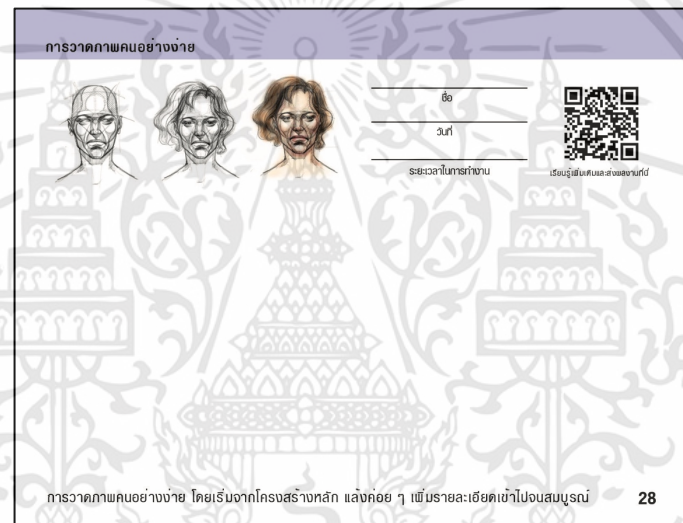 การวาดภาพคนอย่างง่าย
ชื่อ
วันที่
ระยะเวลาในการทำงาน
เรียนรู้เพิ่มเติมและส่งผลงานที่นี่
การวาดภาพคนอย่างง่าย โดยเริ่มจากโครงสร้างหลัก แล้วค่อย ๆ เพิ่มรายละเอียดเข้าไปจนสมบูรณ์
28